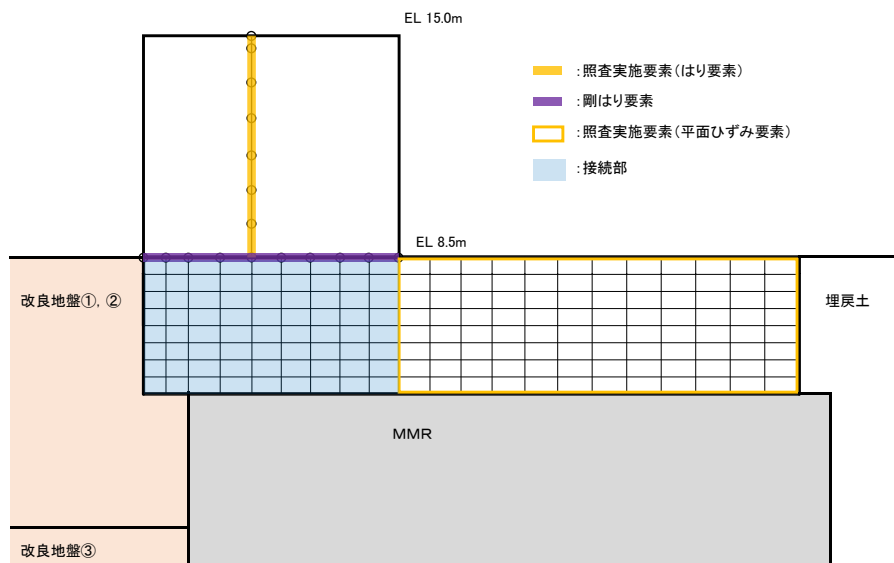 EL 15.0m
:照査実施要素(はり要素)
:剛はり要素
:照査実施要素(平面ひずみ要素)
:接続部
EL 8.5m
改良地盤①, ②
埋戻土
MMR
改良地盤③